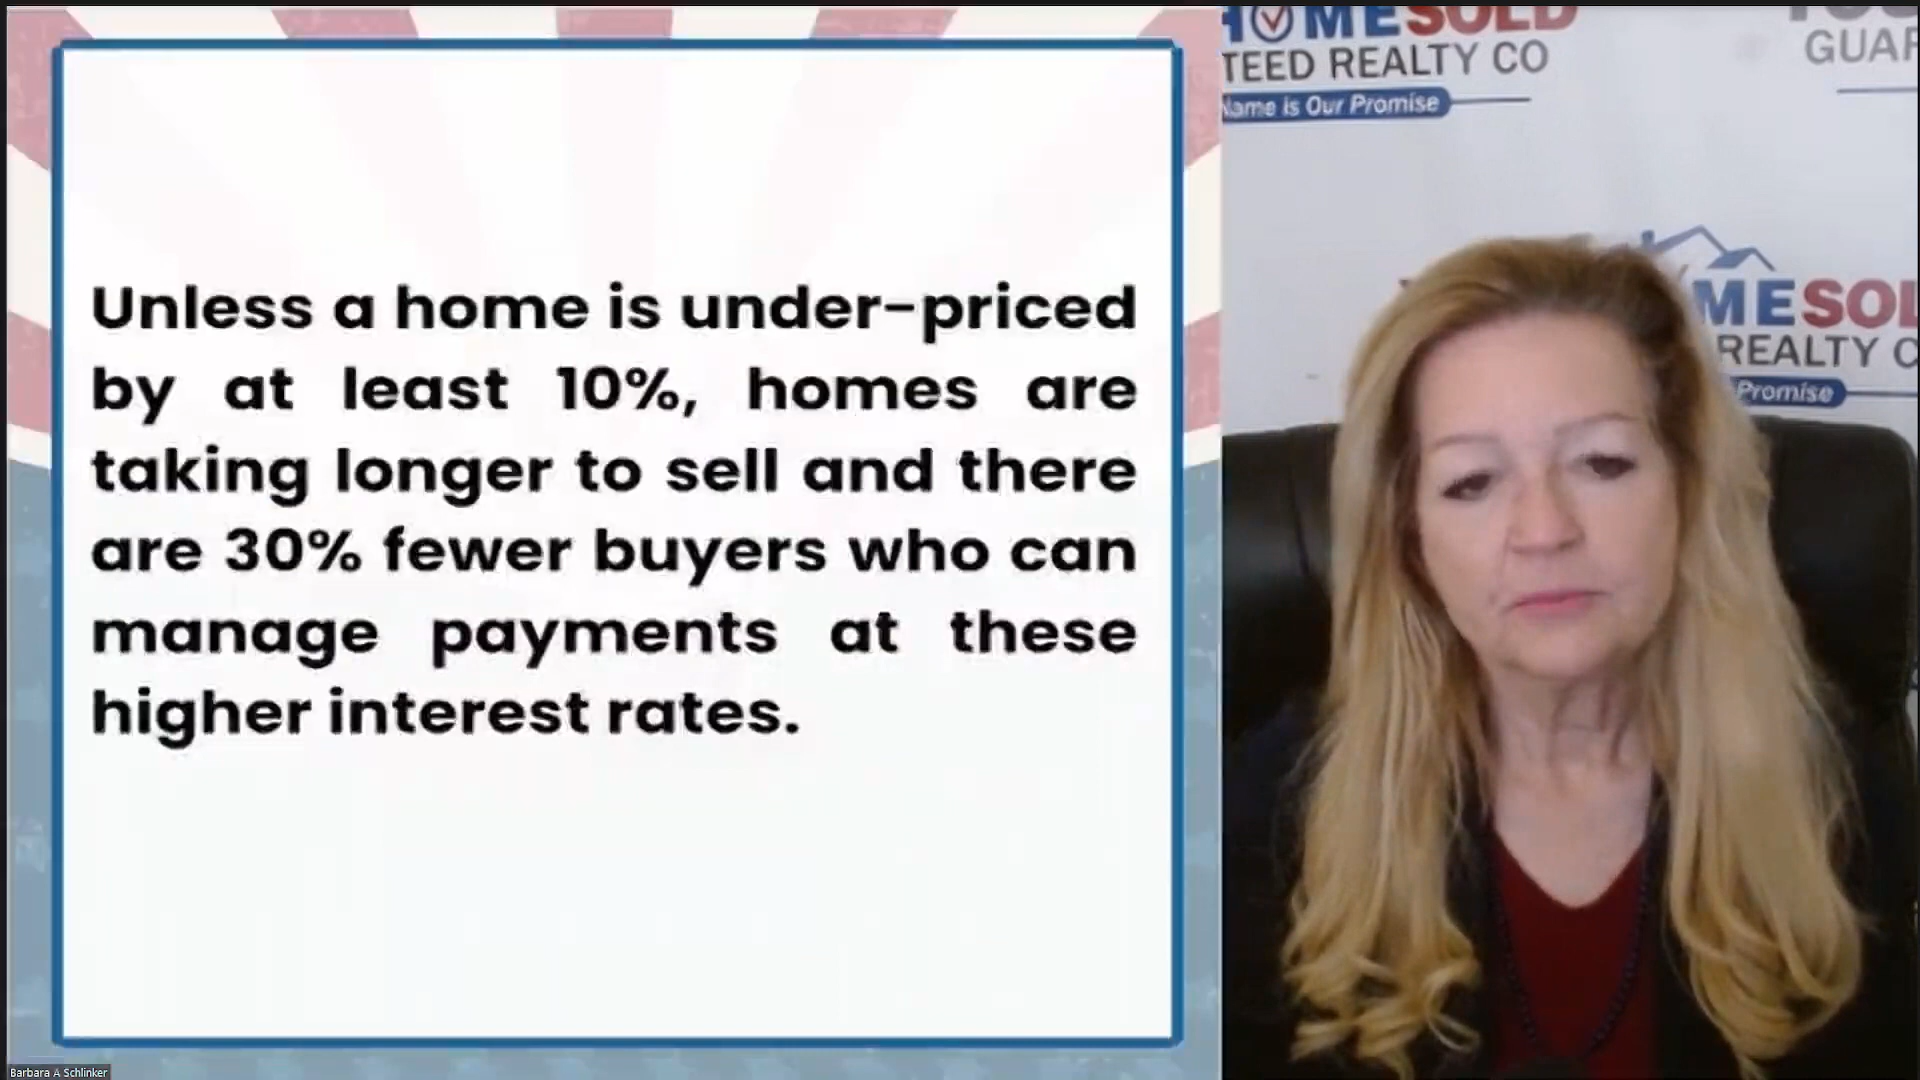 Unless a home is under-priced
by at least 10%, homes are
taking longer to sell and there
are 30% fewer buyers who can
manage payments at these
higher interest rates.
HOMESOLD
TEED REALTY CO
Name is Our Promise
GUAR
MESOL
REALTY C
Promise
Barbara A Schlinker